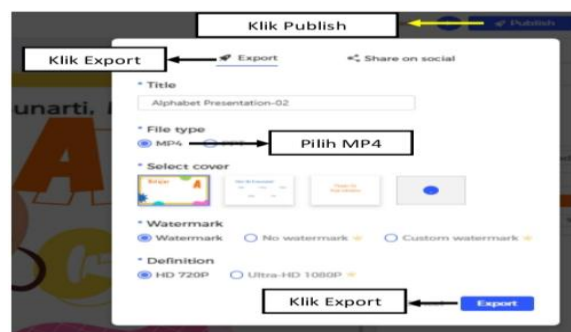 Klik Publish
Publish
Klik Export
Export
Share on social
* Title
unarti,
Alphabet Presentation-02
* File type
MP4
Pilih MP4
* Select cover
* Watermark
Watermark
No watermark
Custom watermark
* Definition
HD 720P
Ultra-HD 1080P
Klik Export
Export